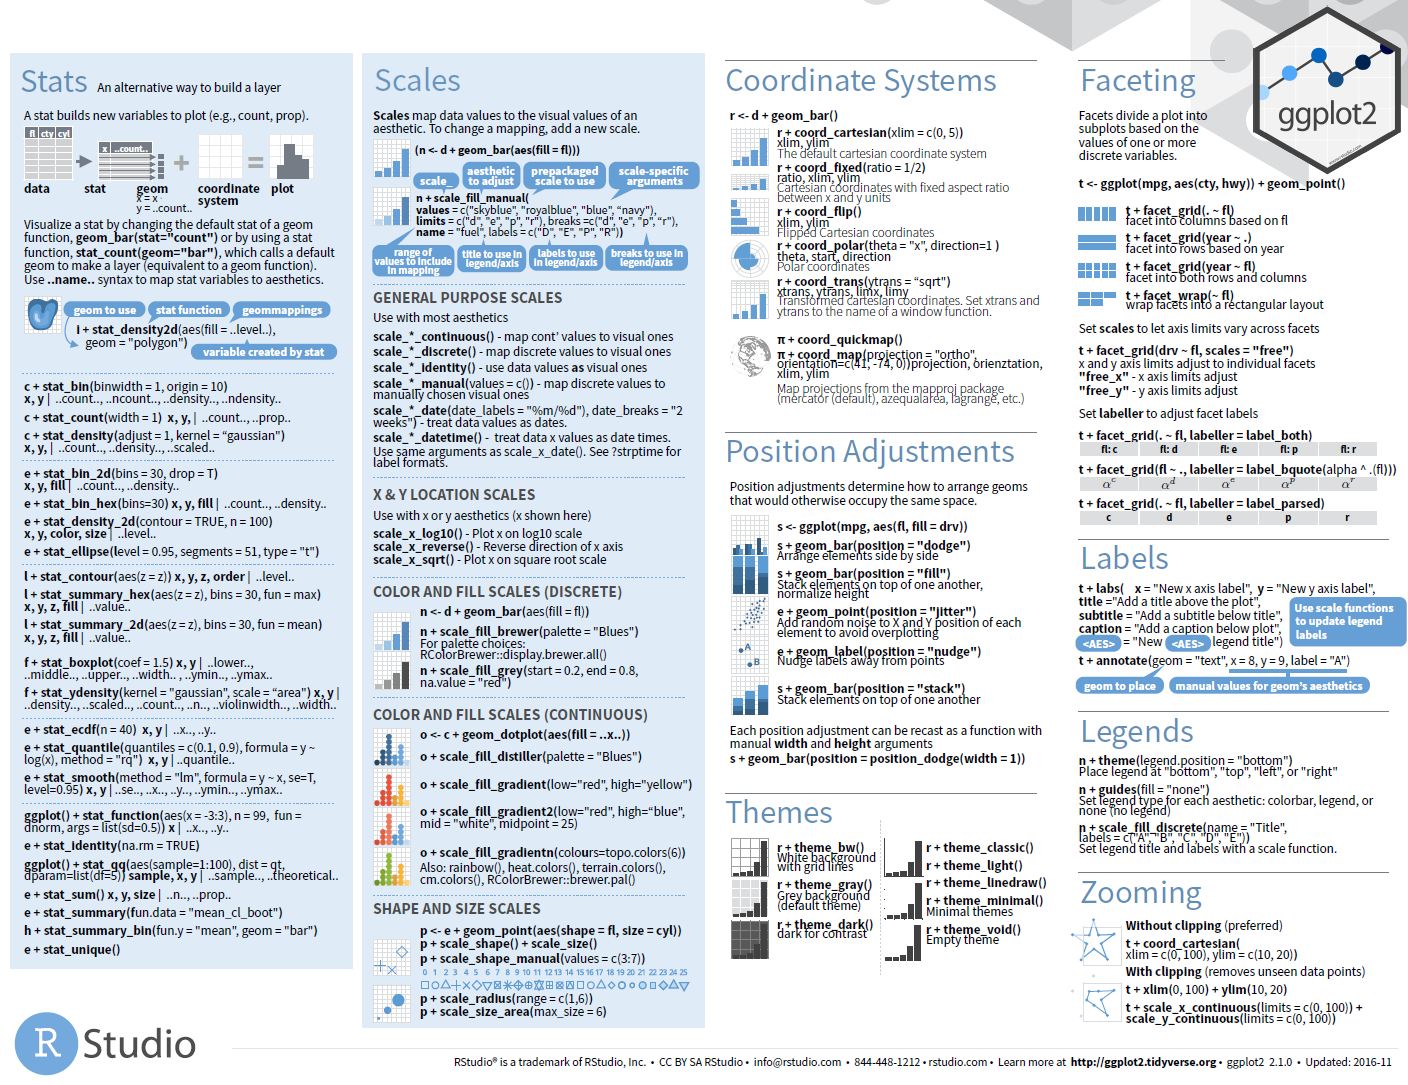 Stats An alternative way to build a layer
A stat builds new variables to plot (e.g., count, prop).
fl cty cyl
x ..count..
+
=
data stat geom coordinate plot
x = x · system
y = ..count..
Visualize a stat by changing the default stat of a geom
function, geom_bar(stat="count") or by using a stat
function, stat_count(geom="bar"), which calls a default
geom to make a layer (equivalent to a geom function).
Use ..name.. syntax to map stat variables to aesthetics.
geom to use stat function geommappings
i + stat_density2d(aes(fill = ..level..),
geom = "polygon")
variable created by stat
c + stat_bin(binwidth = 1, origin = 10)
x, y, | ..count.., ..ncount.., ..density.., ..ndensity..
c + stat_count(width = 1) x, y, | ..count.., ..prop..
c + stat_density(adjust = 1, kernel = “gaussian")
x, y, | ..count.., ..density.., ..scaled..
e + stat_bin_2d(bins = 30, drop = T)
x, y, fill | ..count.., ..density..
e + stat_bin_hex(bins=30) x, y, fill | ..count.., ..density..
e + stat_density_2d(contour = TRUE, n = 100)
x, y, color, size | ..level..
e + stat_ellipse(level = 0.95, segments = 51, type = "t")
l + stat_contour(aes(z = z)) x, y, z, order | ..level..
l + stat_summary_hex(aes(z = z), bins = 30, fun = max)
x, y, z, fill | ..value..
l + stat_summary_2d(aes(z = z), bins = 30, fun = mean)
x, y, z, fill | ..value..
f + stat_boxplot(coef = 1.5) x, y | ..lower..,
..middle.., ..upper.., ..width.. , ..ymin.., ..ymax..
f + stat_ydensity(kernel = "gaussian", scale = “area") x, y |
..density.., ..scaled.., ..count.., ..n.., ..violinwidth.., ..width..
e + stat_ecdf(n = 40) x, y | ..x.., ..y..
e + stat_quantile(quantiles = c(0.1, 0.9), formula = y ~
log(x), method = "rq") x, y | ..quantile..
e + stat_smooth(method = "lm", formula = y ~ x, se=T,
level=0.95) x, y | ..se.., ..x.., ..y.., ..ymin.., ..ymax..
ggplot() + stat_function(aes(x = -3:3), n = 99, fun =
dnorm, args = list(sd=0.5)) x | ..x.., ..y..
e + stat_identity(na.rm = TRUE)
ggplot() + stat_qq(aes(sample=1:100), dist = qt,
dparam=list(df=5)) sample, x, y | ..sample.., ..theoretical..
e + stat_sum() x, y, size | ..n.., ..prop..
e + stat_summary(fun.data = "mean_cl_boot")
h + stat_summary_bin(fun.y = "mean", geom = "bar")
e + stat_unique()
Scales
Scales map data values to the visual values of an
aesthetic. To change a mapping, add a new scale.
(n <- d + geom_bar(aes(fill = fl)))
scale_ aesthetic to adjust prepackaged scale to use scale-specific arguments
n + scale_fill_manual(
values = c("skyblue", "royalblue", "blue", “navy"),
limits = c("d", "e", "p", "r"), breaks =c("d", "e", "p", “r"),
name = "fuel", labels = c("D", "E", "P", "R"))
range of values to include in mapping title to use in legend/axis labels to use in legend/axis breaks to use in legend/axis
GENERAL PURPOSE SCALES
Use with most aesthetics
scale_*_continuous() - map cont’ values to visual ones
scale_*_discrete() - map discrete values to visual ones
scale_*_identity() - use data values as visual ones
scale_*_manual(values = c()) - map discrete values to
manually chosen visual ones
scale_*_date(date_labels = "%m/%d"), date_breaks = "2
weeks") - treat data values as dates.
scale_*_datetime() - treat data x values as date times.
Use same arguments as scale_x_date(). See ?strptime for
label formats.
X & Y LOCATION SCALES
Use with x or y aesthetics (x shown here)
scale_x_log10() - Plot x on log10 scale
scale_x_reverse() - Reverse direction of x axis
scale_x_sqrt() - Plot x on square root scale
COLOR AND FILL SCALES (DISCRETE)
n <- d + geom_bar(aes(fill = fl))
n + scale_fill_brewer(palette = "Blues")
For palette choices:
RColorBrewer::display.brewer.all()
n + scale_fill_grey(start = 0.2, end = 0.8,
na.value = "red")
COLOR AND FILL SCALES (CONTINUOUS)
o <- c + geom_dotplot(aes(fill = ..x..))
o + scale_fill_distiller(palette = "Blues")
o + scale_fill_gradient(low="red", high="yellow")
o + scale_fill_gradient2(low="red", high=“blue",
mid = "white", midpoint = 25)
o + scale_fill_gradientn(colours=topo.colors(6))
Also: rainbow(), heat.colors(), terrain.colors(),
cm.colors(), RColorBrewer::brewer.pal()
SHAPE AND SIZE SCALES
p <- e + geom_point(aes(shape = fl, size = cyl))
p + scale_shape() + scale_size()
p + scale_shape_manual(values = c(3:7))
0 1 2 3 4 5 6 7 8 9 10 11 12 13 14 15 16 17 18 19 20 21 22 23 24 25
p + scale_radius(range = c(1,6))
p + scale_size_area(max_size = 6)
Coordinate Systems
r <- d + geom_bar()
r + coord_cartesian(xlim = c(0, 5))
xlim, ylim
The default cartesian coordinate system
r + coord_fixed(ratio = 1/2)
ratio, xlim, ylim
Cartesian coordinates with fixed aspect ratio
between x and y units
r + coord_flip()
xlim, ylim
Flipped Cartesian coordinates
r + coord_polar(theta = "x", direction=1 )
theta, start, direction
Polar coordinates
r + coord_trans(ytrans = “sqrt")
xtrans, ytrans, limx, limy
Transformed cartesian coordinates. Set xtrans and
ytrans to the name of a window function.
π + coord_quickmap()
π + coord_map(projection = "ortho",
orientation=c(41, -74, 0))projection, orienztation,
xlim, ylim
Map projections from the mapproj package
(mercator (default), azequalarea, lagrange, etc.)
Position Adjustments
Position adjustments determine how to arrange geoms
that would otherwise occupy the same space.
s <- ggplot(mpg, aes(fl, fill = drv))
s + geom_bar(position = "dodge")
Arrange elements side by side
s + geom_bar(position = "fill")
Stack elements on top of one another,
normalize height
e + geom_point(position = "jitter")
Add random noise to X and Y position of each
element to avoid overplotting
A
B
e + geom_label(position = "nudge")
Nudge labels away from points
s + geom_bar(position = "stack")
Stack elements on top of one another
Each position adjustment can be recast as a function with
manual width and height arguments
s + geom_bar(position = position_dodge(width = 1))
Themes
r + theme_bw()
White background
with grid lines
r + theme_gray()
Grey background
(default theme)
r + theme_dark()
dark for contrast
r + theme_classic()
r + theme_light()
r + theme_linedraw()
r + theme_minimal()
Minimal themes
r + theme_void()
Empty theme
Faceting
ggplot2
Facets divide a plot into
subplots based on the
values of one or more
discrete variables.
t <- ggplot(mpg, aes(cty, hwy)) + geom_point()
t + facet_grid(. ~ fl)
facet into columns based on fl
t + facet_grid(year ~ .)
facet into rows based on year
t + facet_grid(year ~ fl)
facet into both rows and columns
t + facet_wrap(~ fl)
wrap facets into a rectangular layout
Set scales to let axis limits vary across facets
t + facet_grid(drv ~ fl, scales = "free")
x and y axis limits adjust to individual facets
"free_x" - x axis limits adjust
"free_y" - y axis limits adjust
Set labeller to adjust facet labels
t + facet_grid(. ~ fl, labeller = label_both)
fl: c fl: d fl: e fl: p fl: r
t + facet_grid(fl ~ ., labeller = label_bquote(alpha ^ .(fl)))
αᶜ αᵈ αᵉ αᵖ αʳ
t + facet_grid(. ~ fl, labeller = label_parsed)
c d e p r
Labels
t + labs( x = "New x axis label", y = "New y axis label",
title ="Add a title above the plot",
subtitle = "Add a subtitle below title",
caption = "Add a caption below plot",
<AES> = "New <AES> legend title")
Use scale functions
to update legend
labels
t + annotate(geom = "text", x = 8, y = 9, label = "A")
geom to place manual values for geom's aesthetics
Legends
n + theme(legend.position = "bottom")
Place legend at "bottom", "top", "left", or "right"
n + guides(fill = "none")
Set legend type for each aesthetic: colorbar, legend, or
none (no legend)
n + scale_fill_discrete(name = "Title",
labels = c("A", "B", "C", "D", "E"))
Set legend title and labels with a scale function.
Zooming
Without clipping (preferred)
t + coord_cartesian(
xlim = c(0, 100), ylim = c(10, 20))
With clipping (removes unseen data points)
t + xlim(0, 100) + ylim(10, 20)
t + scale_x_continuous(limits = c(0, 100)) +
scale_y_continuous(limits = c(0, 100))
R Studio
RStudio® is a trademark of RStudio, Inc. • CC BY SA RStudio • info@rstudio.com • 844-448-1212 • rstudio.com • Learn more at http://ggplot2.tidyverse.org • ggplot2 2.1.0 • Updated: 2016-11